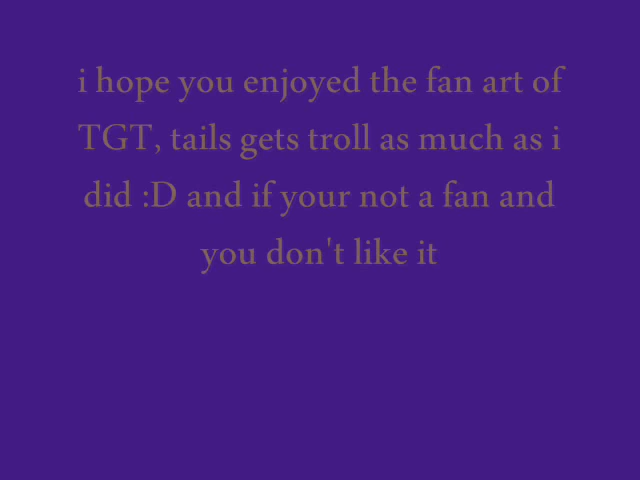 i hope you enjoyed the fan art of
TGT, tails gets troll as much as i
did :D and if your not a fan and
you don't like it